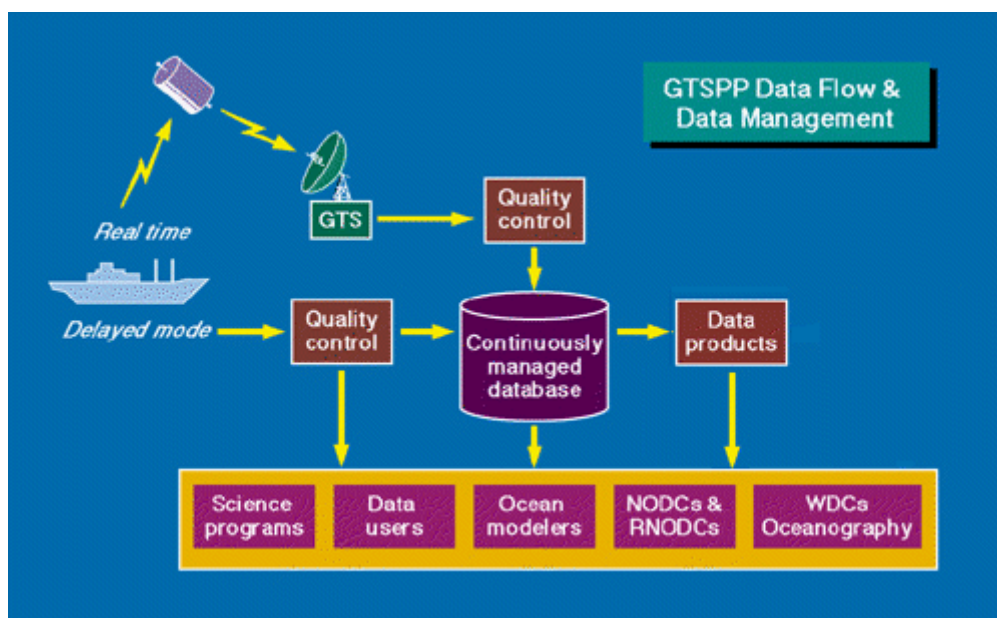 GTSPP Data Flow &
Data Management
Real time
GTS
Quality
control
Delayed mode
Quality
control
Continuously
managed
database
Data
products
Science
programs
Data
users
Ocean
modelers
NODCs &
RNODCs
WDCs
Oceanography